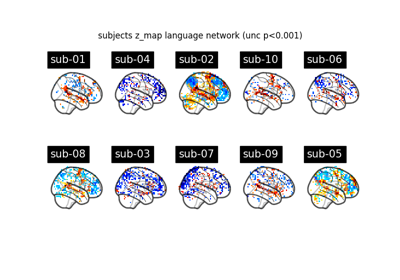 subjects z_map language network (unc p<0.001)
sub-01 sub-04 sub-02 sub-10 sub-06
sub-08 sub-03 sub-07 sub-09 sub-05